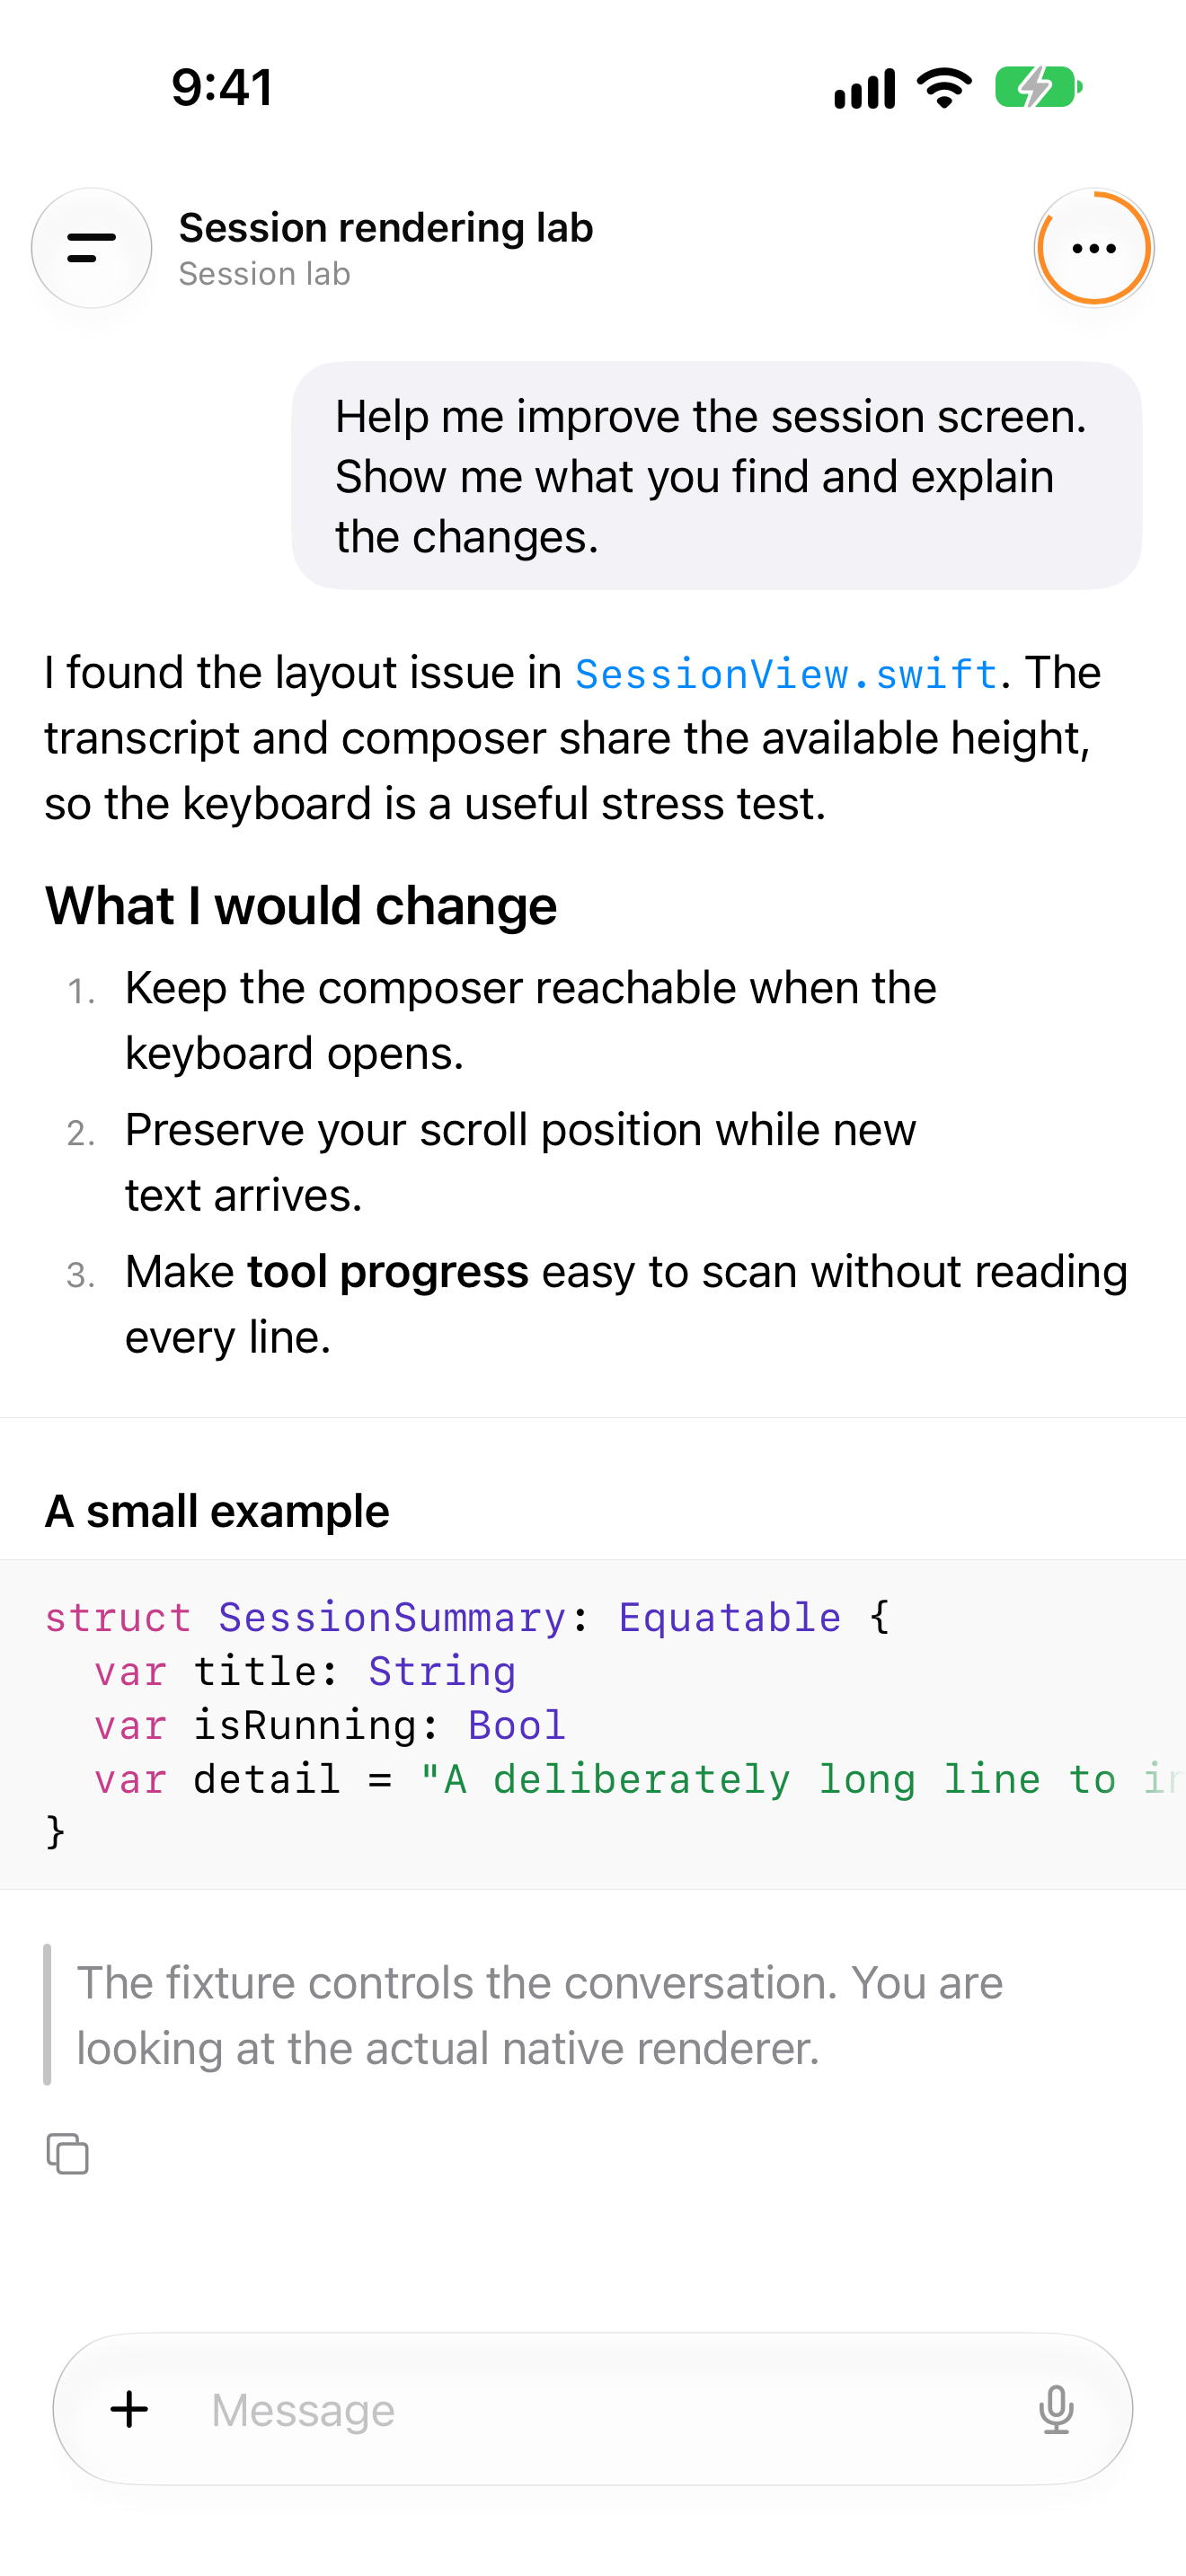 9:41
Session rendering lab
Session lab
Help me improve the session screen.
Show me what you find and explain
the changes.
I found the layout issue in SessionView.swift. The
transcript and composer share the available height,
so the keyboard is a useful stress test.
What I would change
1. Keep the composer reachable when the
keyboard opens.
2. Preserve your scroll position while new
text arrives.
3. Make tool progress easy to scan without reading
every line.
A small example
struct SessionSummary: Equatable {
  var title: String
  var isRunning: Bool
  var detail = "A deliberately long line to
}
The fixture controls the conversation. You are
looking at the actual native renderer.
Message